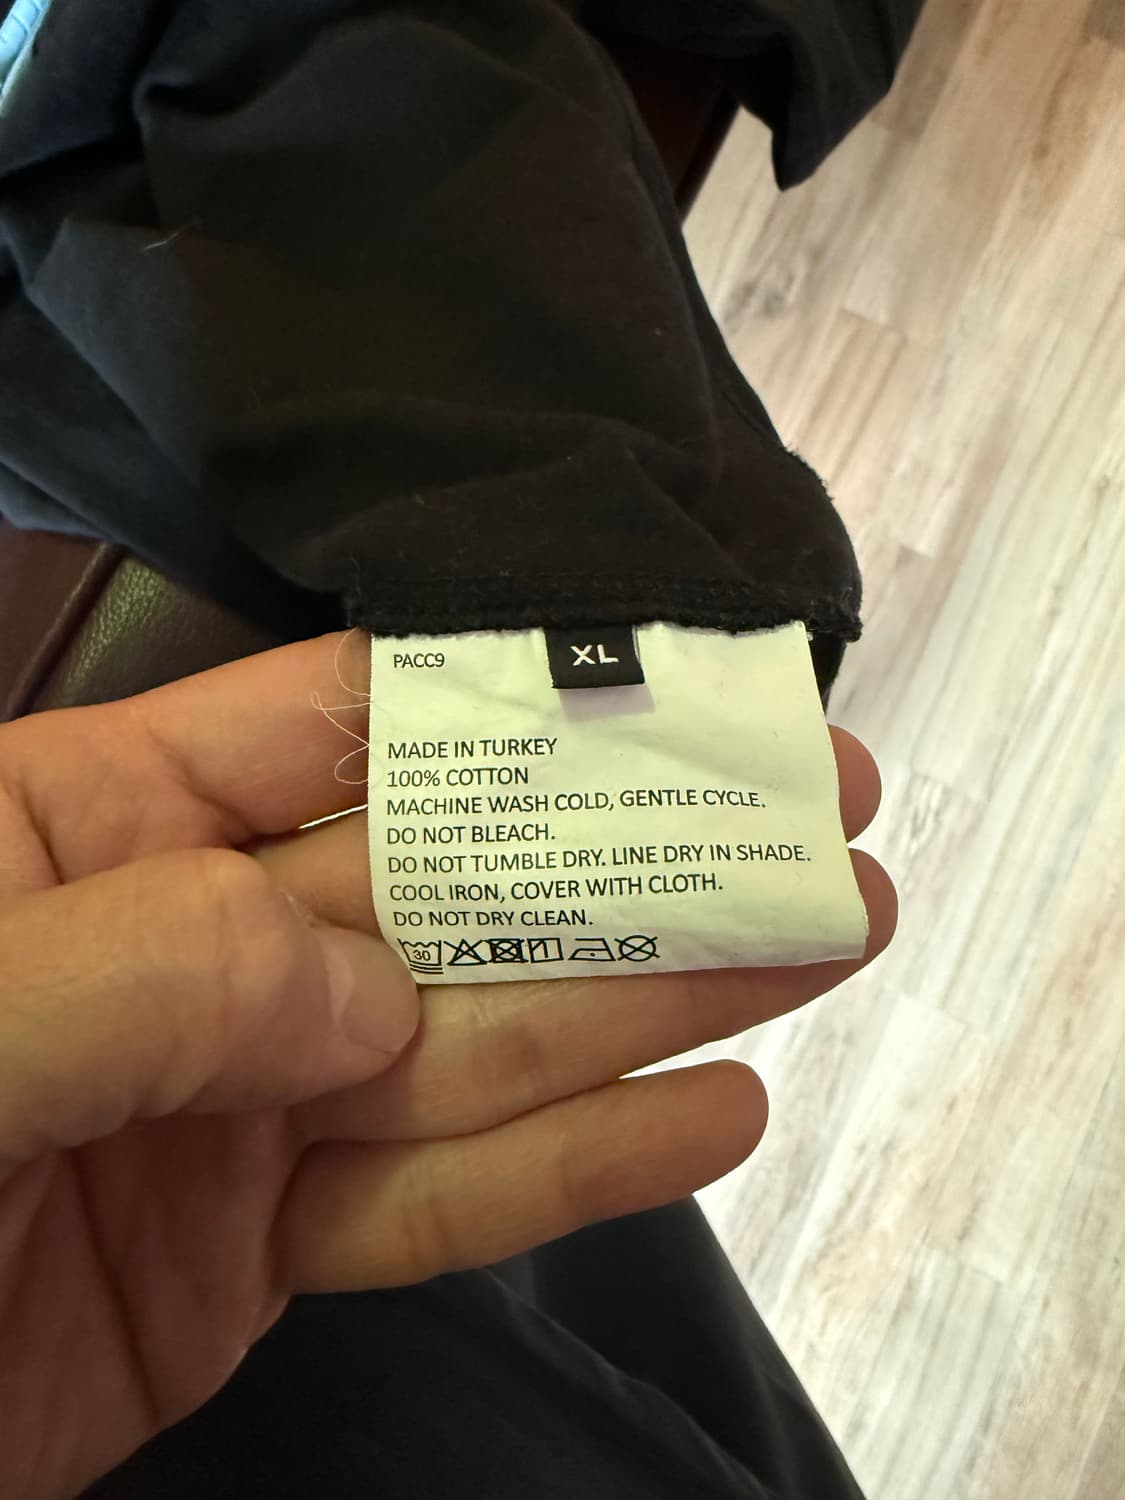 PACC9
XL
MADE IN TURKEY
100% COTTON
MACHINE WASH COLD, GENTLE CYCLE.
DO NOT BLEACH.
DO NOT TUMBLE DRY. LINE DRY IN SHADE.
COOL IRON, COVER WITH CLOTH.
DO NOT DRY CLEAN.
30